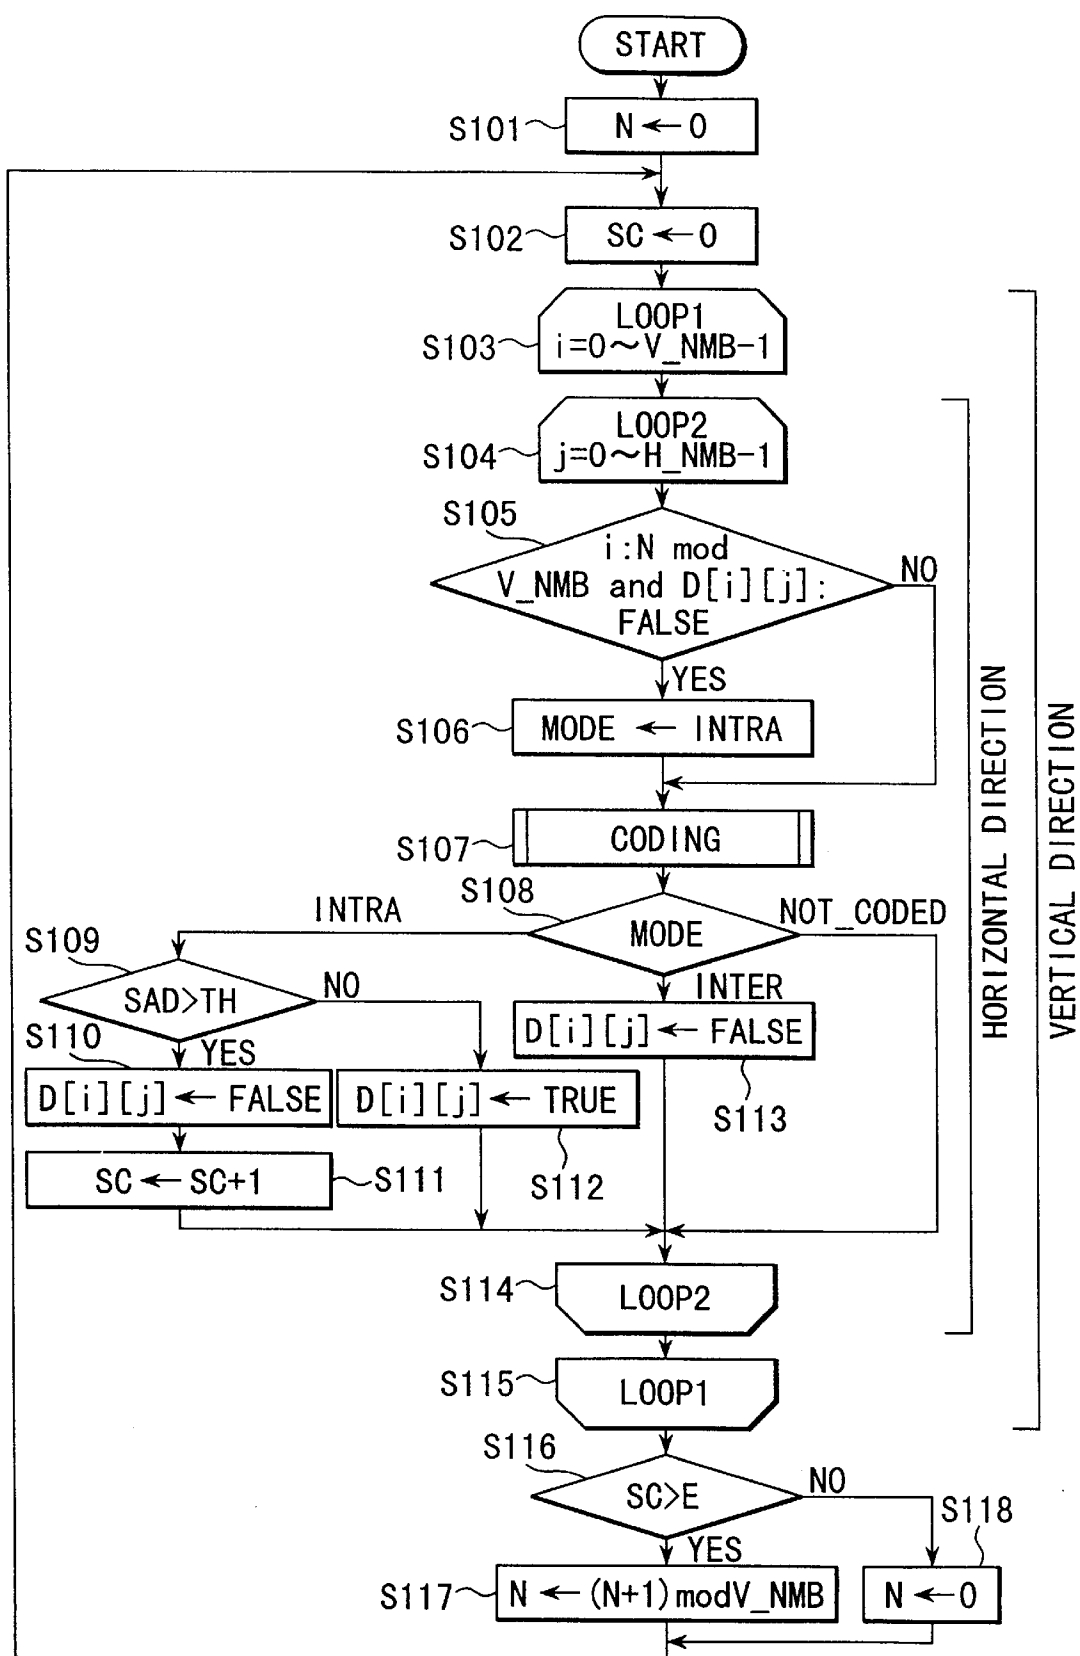 START
S101
N ← 0
S102
SC ← 0
LOOP1
S103
i=0~V_NMB-1
LOOP2
S104
j=0~H_NMB-1
S105
i:N mod
V_NMB and D[i][j]:
FALSE
NO
YES
S106
MODE ← INTRA
S107
CODING
S108
MODE
INTRA
NOT_CODED
INTER
S109
SAD>TH
NO
YES
S110
D[i][j] ← FALSE
D[i][j] ← TRUE
S112
D[i][j] ← FALSE
S113
SC ← SC+1
S111
S114
LOOP2
S115
LOOP1
HORIZONTAL DIRECTION
VERTICAL DIRECTION
S116
SC>E
NO
YES
S117
N ← (N+1)modV_NMB
S118
N ← 0